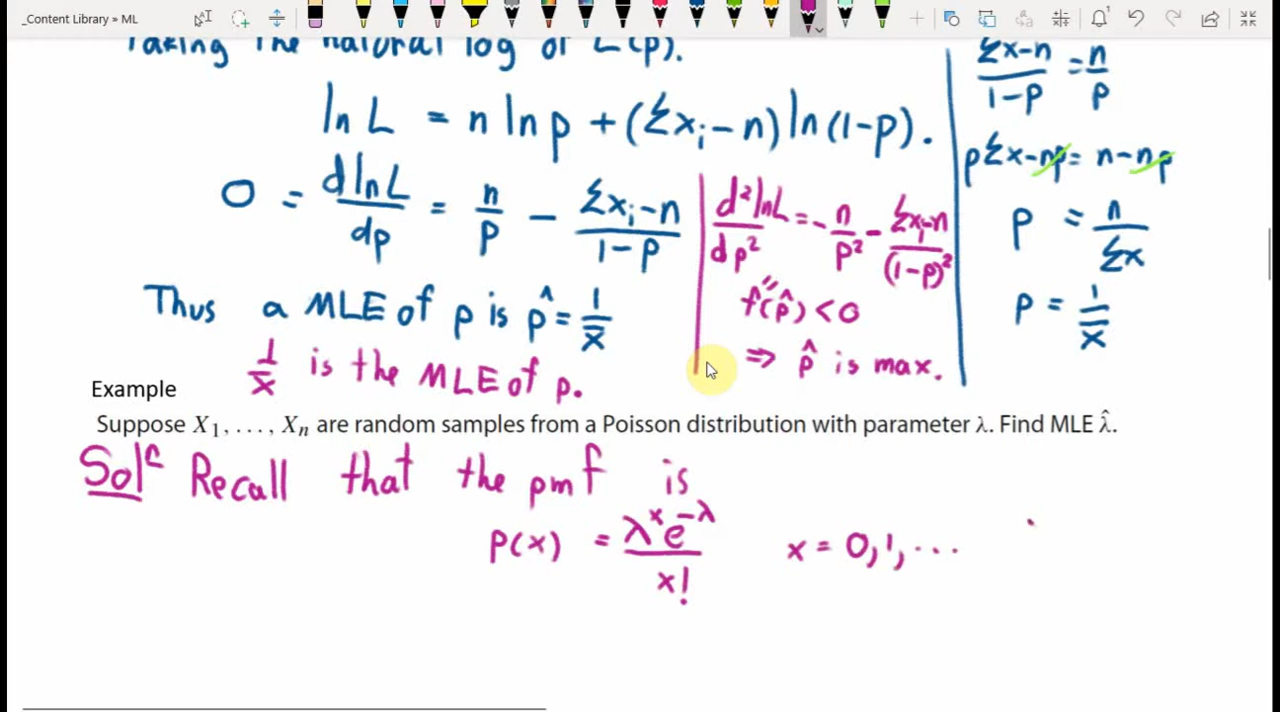 _Content Library » ML
Taking the natural log of L(p).
ln L = n ln p + (Σxᵢ-n) ln (1-p).
0 = d ln L / dp = n/p - (Σxᵢ-n)/(1-p)
Thus a MLE of p is p̂ = 1/x̄
1/x̄ is the MLE of p.
d² ln L / dp² = - n/p² - (Σxᵢ-n)/(1-p)²
f''(p̂) < 0
⇒ p̂ is max.
(Σx-n)/(1-p) = n/p
pΣx-np = n-np
p = n/Σx
p = 1/x̄
Example
Suppose X₁, . . . , Xₙ are random samples from a Poisson distribution with parameter λ. Find MLE λ̂.
Solⁿ Recall that the pmf is
p(x) = λˣe^-λ / x!   x = 0, 1, ...